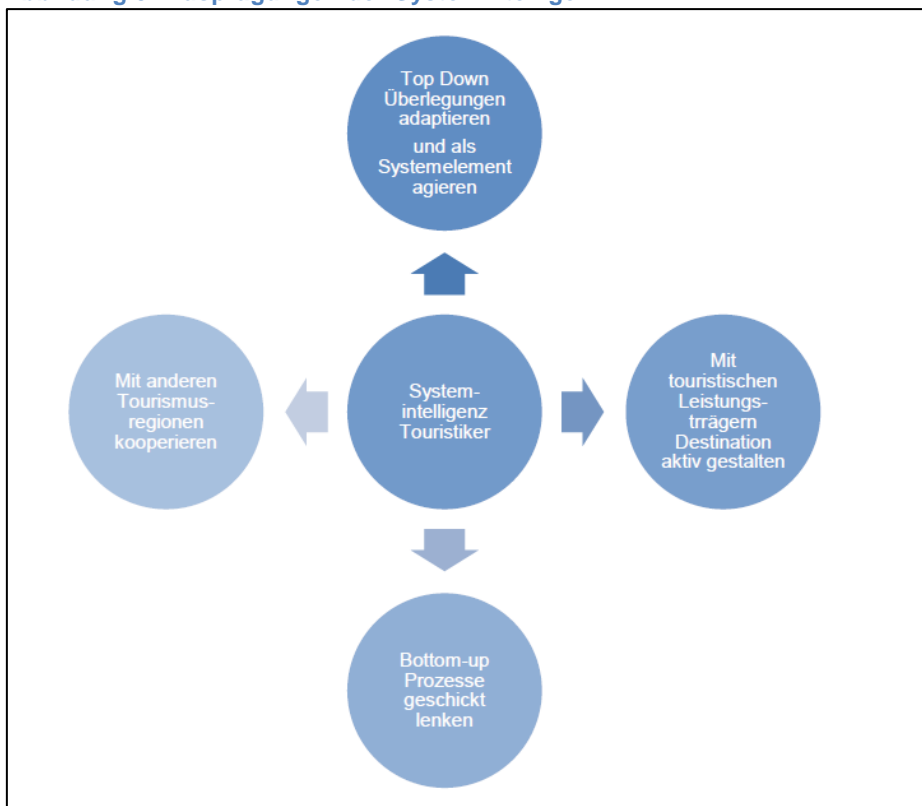 Top Down
Überlegungen
adaptieren
und als
Systemelement
agieren
Mit anderen
Tourismus-
regionen
kooperieren
System-
intelligenz
Touristiker
Mit
touristischen
Leistungs-
trrägern
Destination
aktiv gestalten
Bottom-up
Prozesse
geschickt
lenken